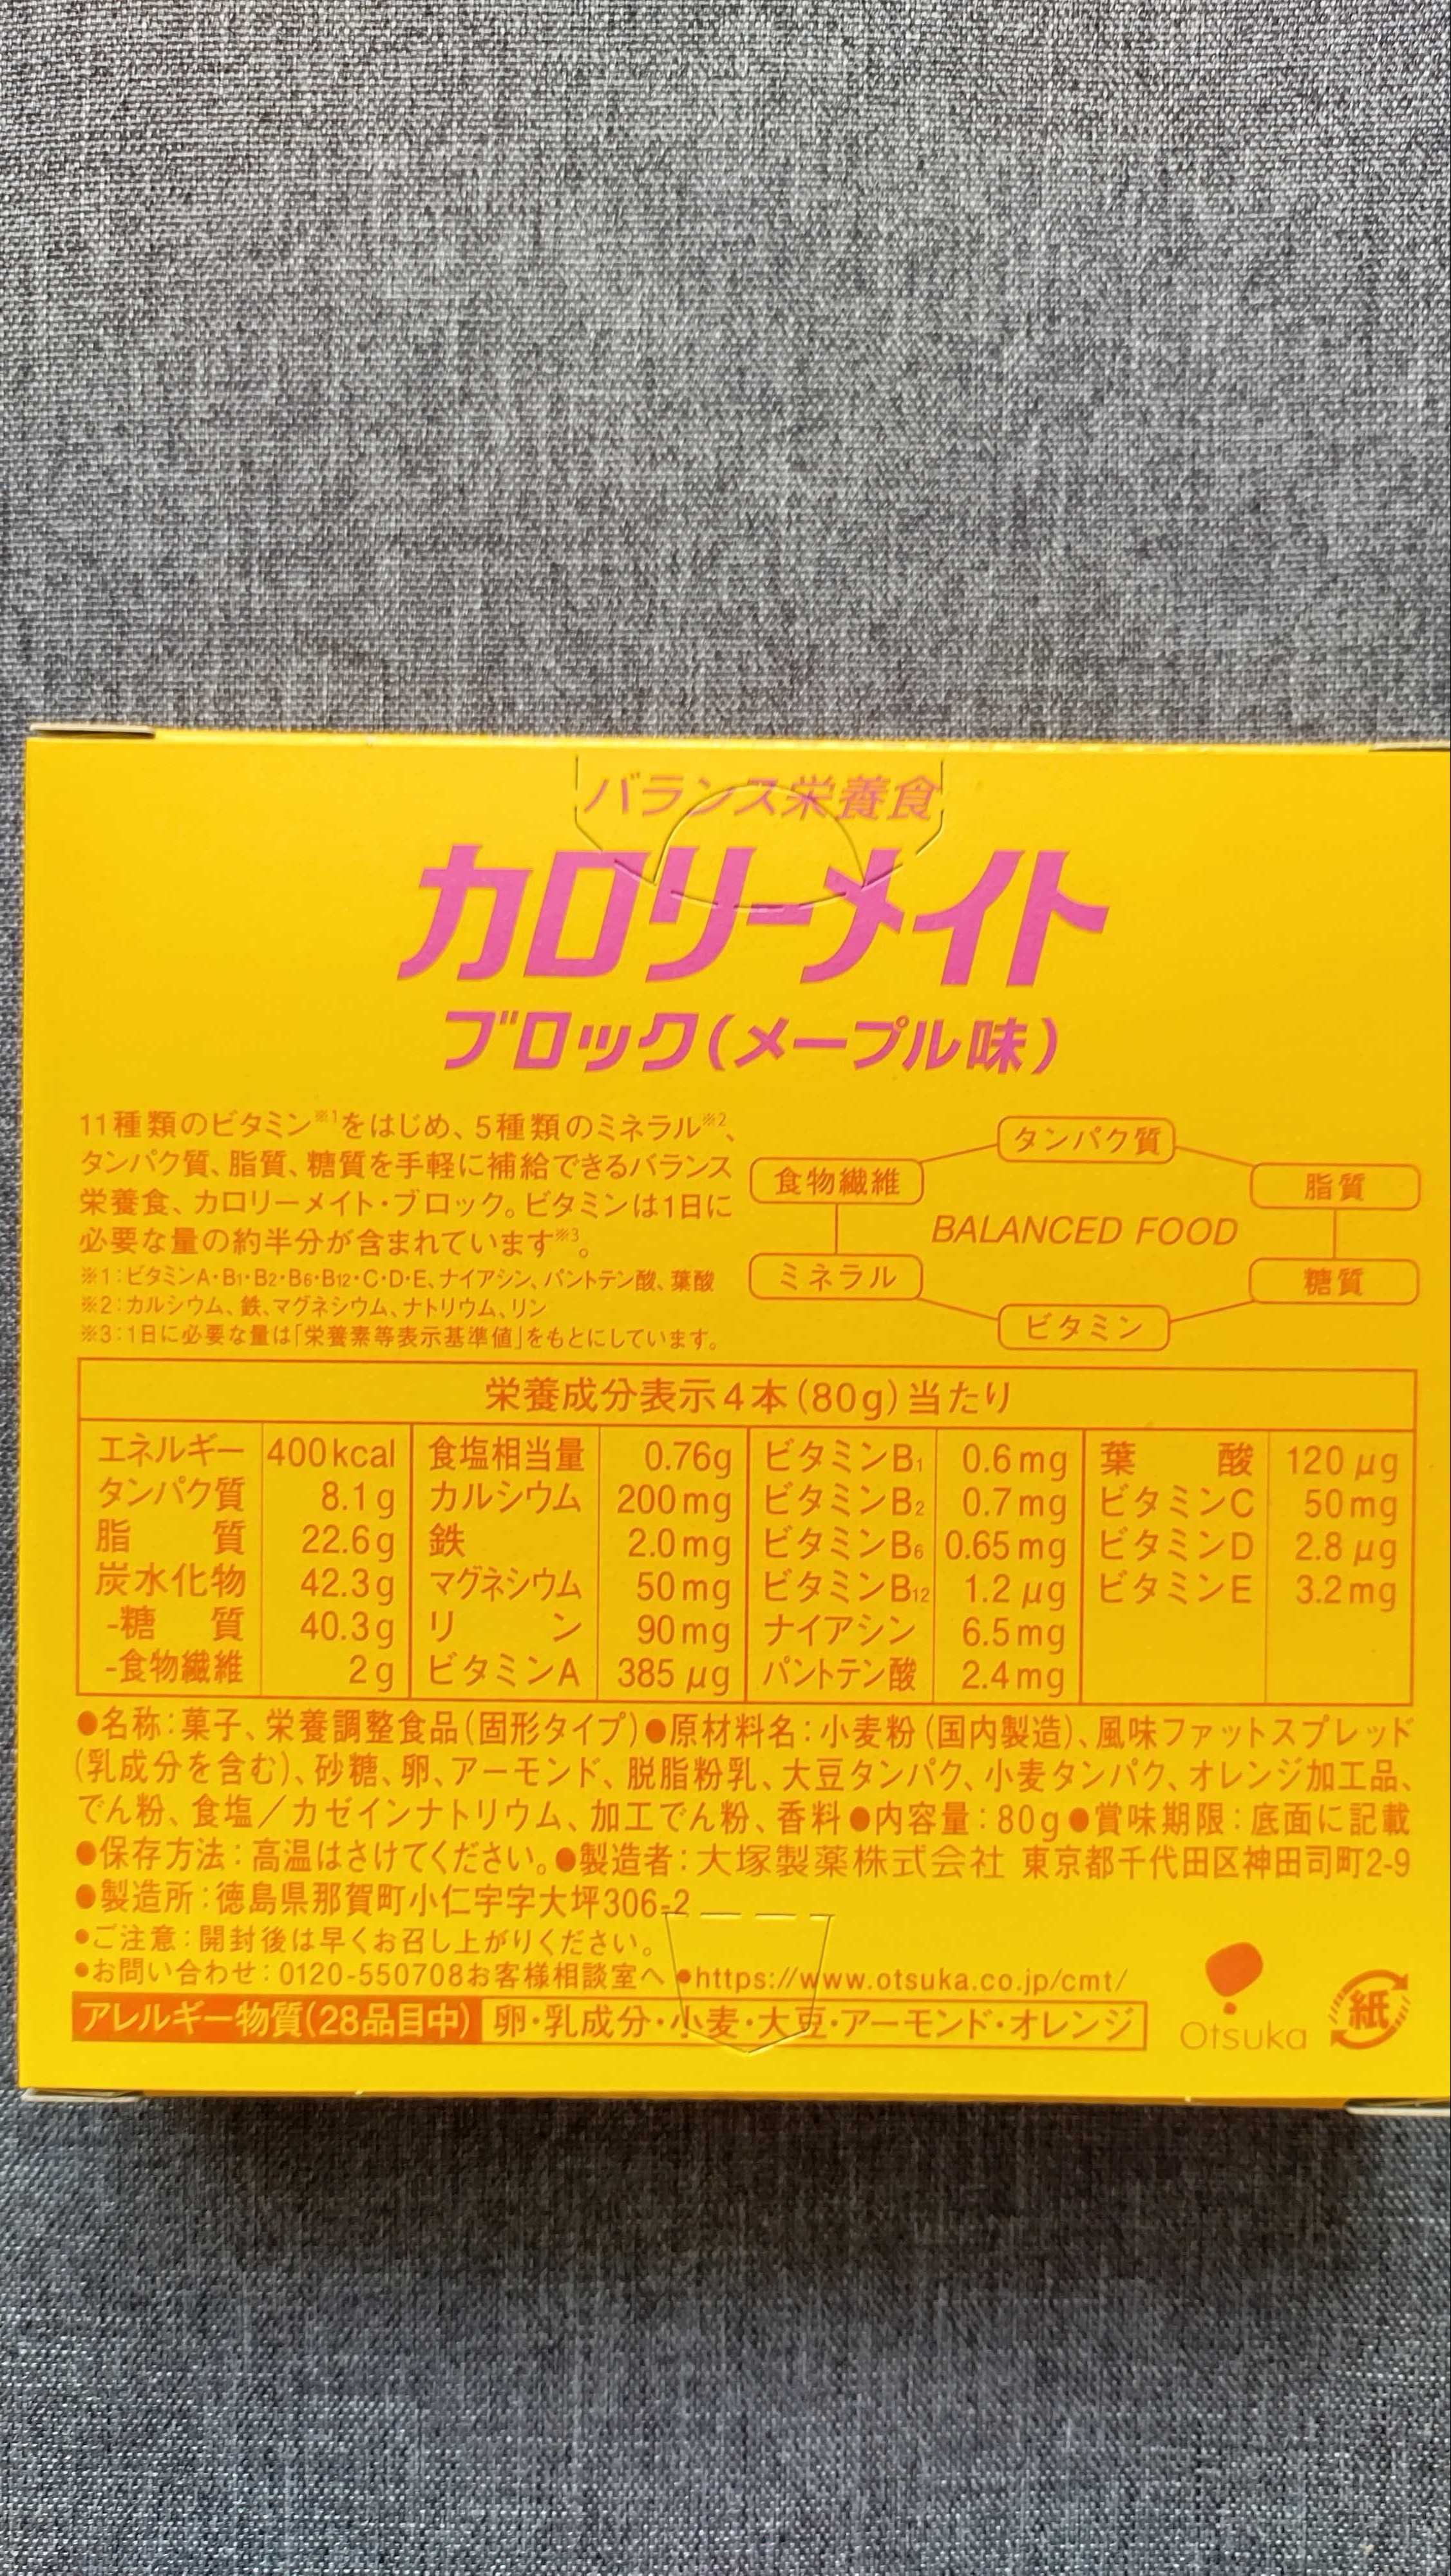 バランス栄養食
カロリーメイト
ブロック(メープル味)
11種類のビタミン※1をはじめ、5種類のミネラル※2、
タンパク質、脂質、糖質を手軽に補給できるバランス
栄養食、カロリーメイト・ブロック。ビタミンは1日に
必要な量の約半分が含まれています※3。
※1:ビタミンA・B1・B2・B6・B12・C・D・E、ナイアシン、パントテン酸、葉酸
※2:カルシウム、鉄、マグネシウム、ナトリウム、リン
※3:1日に必要な量は「栄養素等表示基準値」をもとにしています。
タンパク質
食物繊維
脂質
BALANCED FOOD
ミネラル
糖質
ビタミン
栄養成分表示4本(80g)当たり
エネルギー 400kcal 食塩相当量 0.76g ビタミンB1 0.6mg 葉酸 120μg
タンパク質 8.1g カルシウム 200mg ビタミンB2 0.7mg ビタミンC 50mg
脂質 22.6g 鉄 2.0mg ビタミンB6 0.65mg ビタミンD 2.8μg
炭水化物 42.3g マグネシウム 50mg ビタミンB12 1.2μg ビタミンE 3.2mg
-糖質 40.3g リン 90mg ナイアシン 6.5mg
-食物繊維 2g ビタミンA 385μg パントテン酸 2.4mg
●名称:菓子、栄養調整食品(固形タイプ)●原材料名:小麦粉(国内製造)、風味ファットスプレッド
(乳成分を含む)、砂糖、卵、アーモンド、脱脂粉乳、大豆タンパク、小麦タンパク、オレンジ加工品、
でん粉、食塩/カゼインナトリウム、加工でん粉、香料●内容量:80g●賞味期限:底面に記載
●保存方法:高温はさけてください。●製造者:大塚製薬株式会社 東京都千代田区神田司町2-9
●製造所:徳島県那賀町小仁宇字大坪306-2
●ご注意:開封後は早くお召し上がりください。
●お問い合わせ:0120-550708お客様相談室へ ●https://www.otsuka.co.jp/cmt/
アレルギー物質(28品目中) 卵・乳成分・小麦・大豆・アーモンド・オレンジ
Otsuka
紙